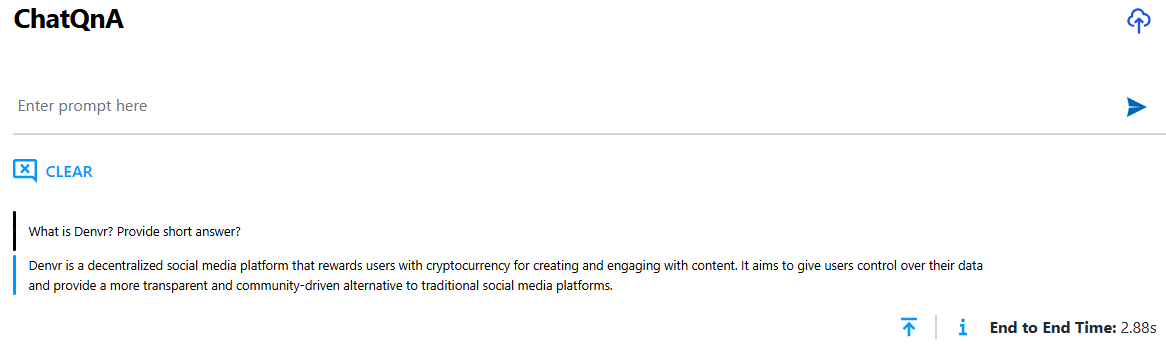 ChatQnA
Enter prompt here
CLEAR
What is Denvr? Provide short answer?
Denvr is a decentralized social media platform that rewards users with cryptocurrency for creating and engaging with content. It aims to give users control over their data
and provide a more transparent and community-driven alternative to traditional social media platforms.
End to End Time: 2.88s